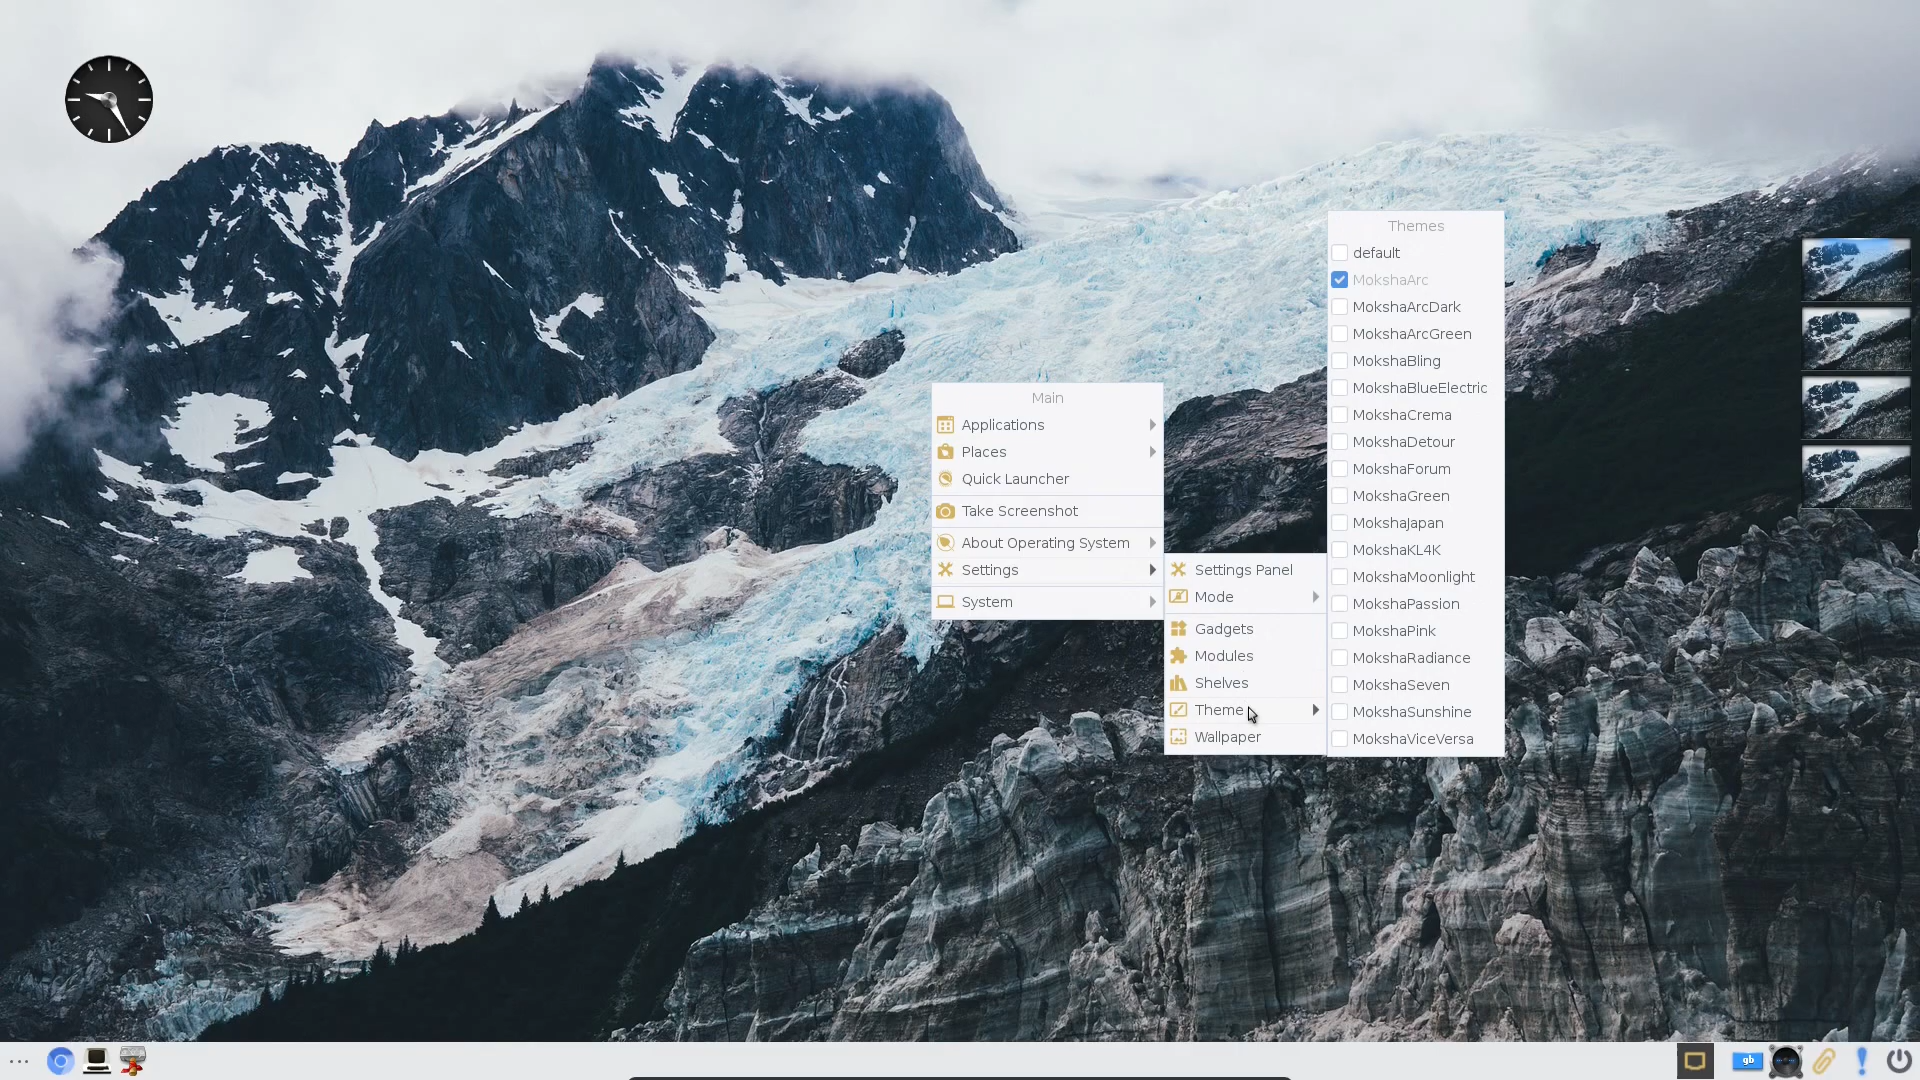 Main
Applications
Places
Quick Launcher
Take Screenshot
About Operating System
Settings
System
Settings Panel
Mode
Gadgets
Modules
Shelves
Theme
Wallpaper
Themes
default
MokshaArc
MokshaArcDark
MokshaArcGreen
MokshaBling
MokshaBlueElectric
MokshaCrema
MokshaDetour
MokshaForum
MokshaGreen
MokshaJapan
MokshaKL4K
MokshaMoonlight
MokshaPassion
MokshaPink
MokshaRadiance
MokshaSeven
MokshaSunshine
MokshaViceVersa
gb